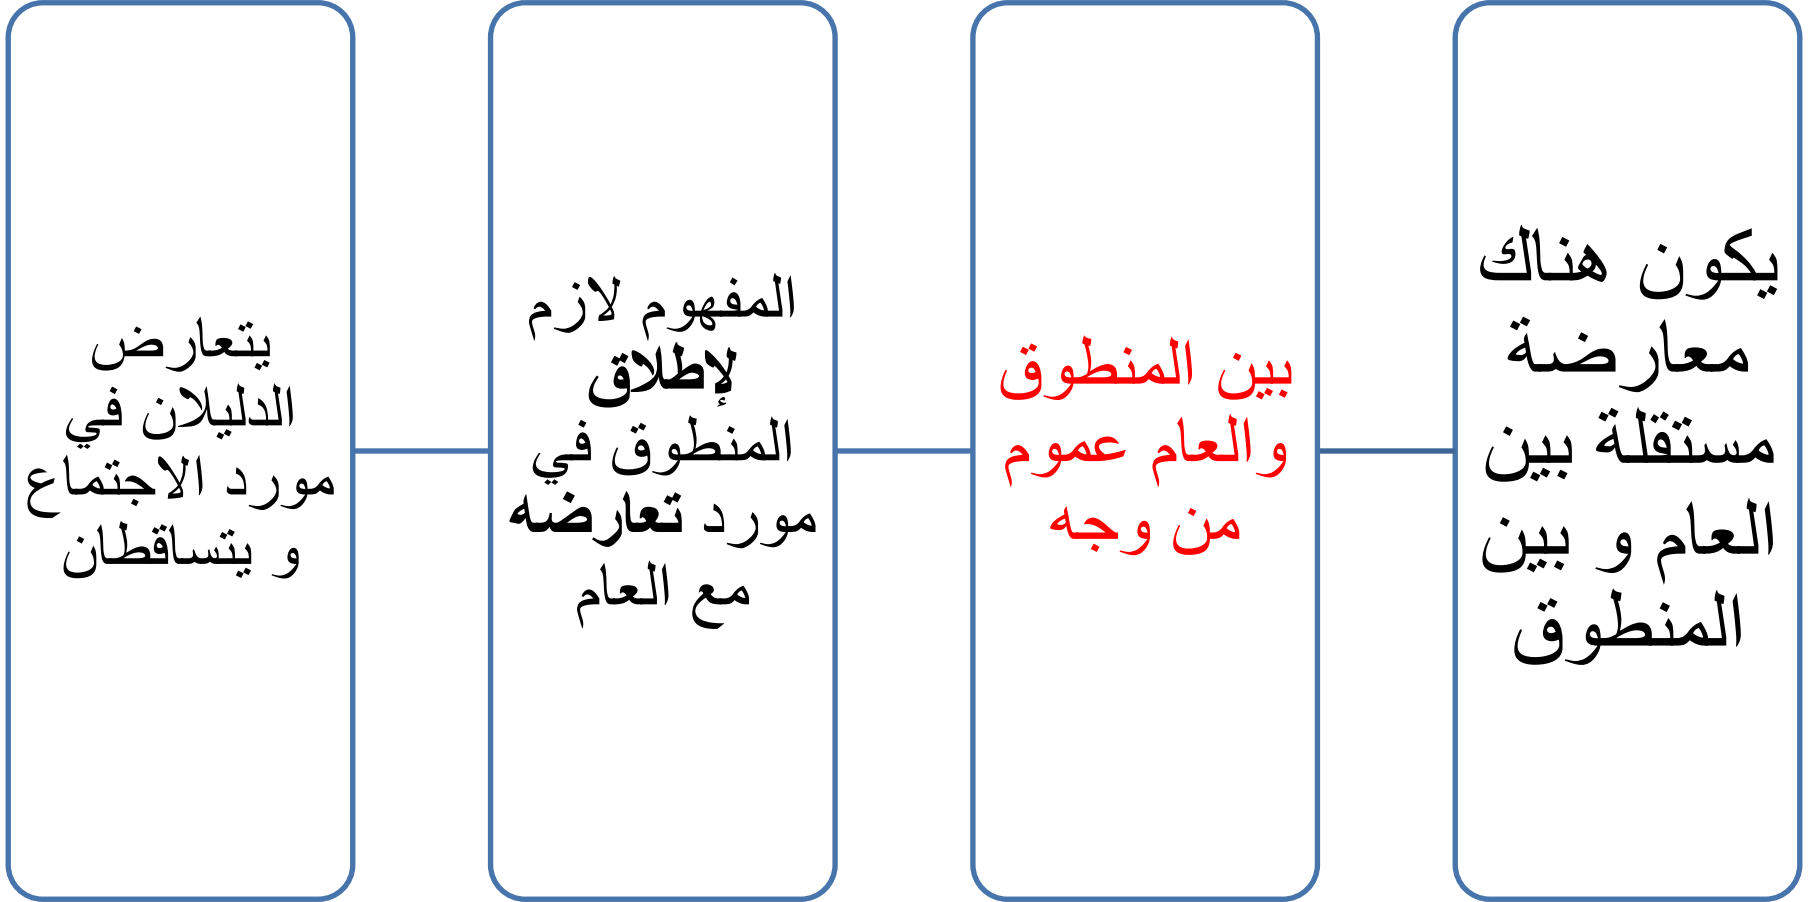 يكون هناك
معارضة
مستقلة بين
العام و بين
المنطوق
بين المنطوق
والعام عموم
من وجه
المفهوم لازم
لإطلاق
المنطوق في
مورد تعارضه
مع العام
يتعارض
الدليلان في
مورد الاجتماع
و يتساقطان